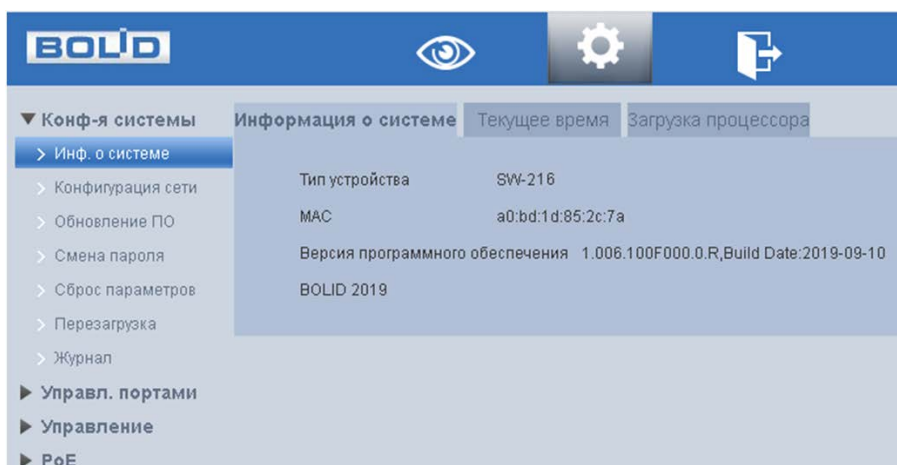 BOLID
Конф-я системы
Инф. о системе
Конфигурация сети
Обновление ПО
Смена пароля
Сброс параметров
Перезагрузка
Журнал
Управл. портами
Управление
PoE
Информация о системе Текущее время Загрузка процессора
Тип устройства SW-216
MAC a0:bd:1d:85:2c:7a
Версия программного обеспечения 1.006.100F000.0.R,Build Date:2019-09-10
BOLID 2019